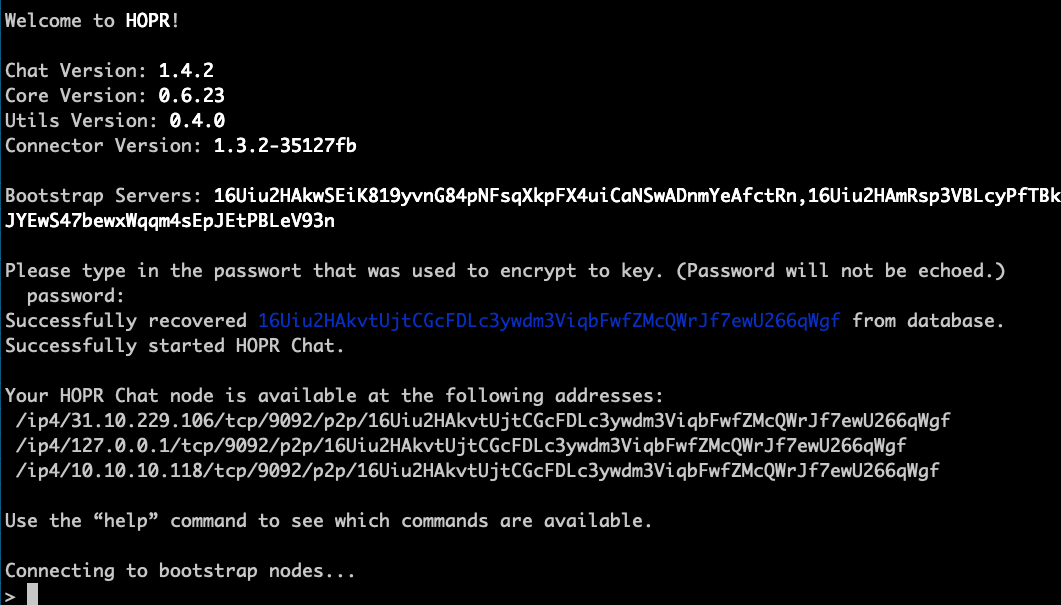 Welcome to HOPR!
Chat Version: 1.4.2
Core Version: 0.6.23
Utils Version: 0.4.0
Connector Version: 1.3.2-35127fb
Bootstrap Servers: 16Uiu2HAkwSEiK819yvnG84pNFsqXkpFX4uiCaNSwADnmYeAfctRn,16Uiu2HAmRsp3VBLcyPfTBk
JYEwS47bewxWqqm4sEpJEtPBLeV93n
Please type in the passwort that was used to encrypt to key. (Password will not be echoed.)
password:
Successfully recovered 16Uiu2HAkvtUjtCGcFDLc3ywdm3ViqbFwfZMcQWrJf7ewU266qWgf from database.
Successfully started HOPR Chat.
Your HOPR Chat node is available at the following addresses:
/ip4/31.10.229.106/tcp/9092/p2p/16Uiu2HAkvtUjtCGcFDLc3ywdm3ViqbFwfZMcQWrJf7ewU266qWgf
/ip4/127.0.0.1/tcp/9092/p2p/16Uiu2HAkvtUjtCGcFDLc3ywdm3ViqbFwfZMcQWrJf7ewU266qWgf
/ip4/10.10.10.118/tcp/9092/p2p/16Uiu2HAkvtUjtCGcFDLc3ywdm3ViqbFwfZMcQWrJf7ewU266qWgf
Use the “help” command to see which commands are available.
Connecting to bootstrap nodes...
>